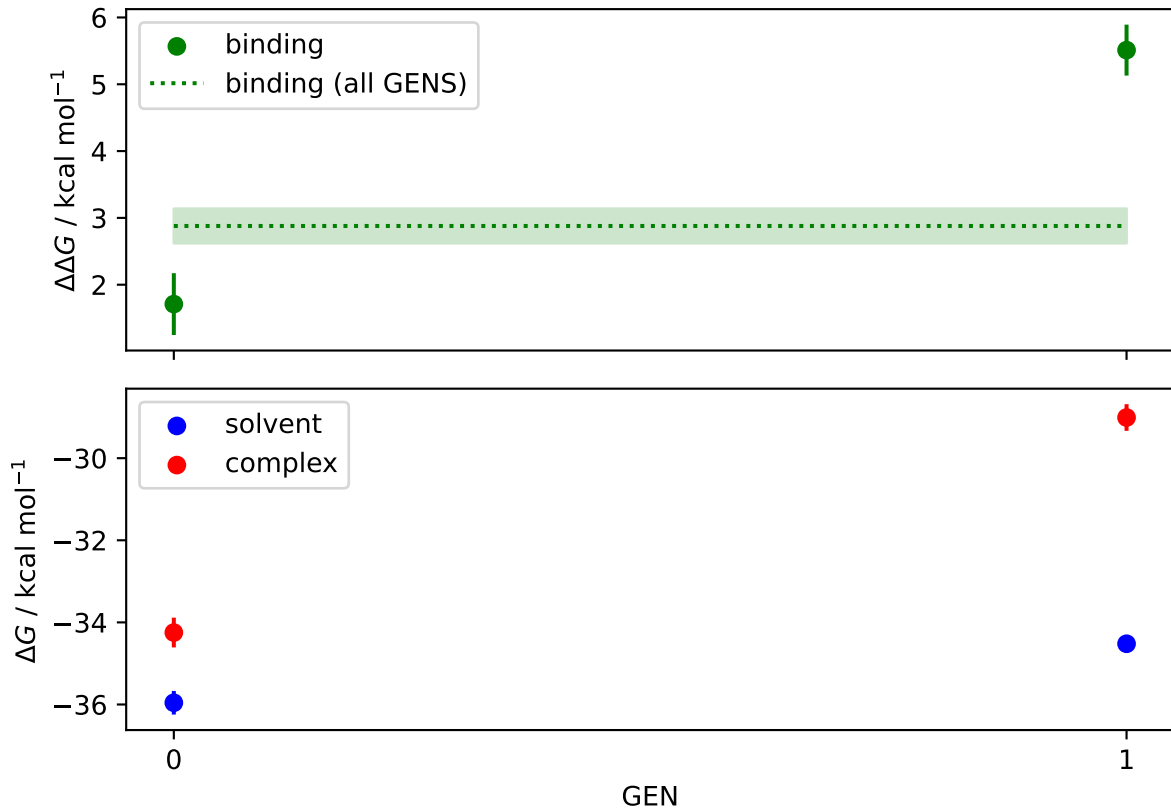 binding
binding (all GENS)
ΔΔG / kcal mol⁻¹
6
5
4
3
2
solvent
complex
ΔG / kcal mol⁻¹
−30
−32
−34
−36
0
1
GEN